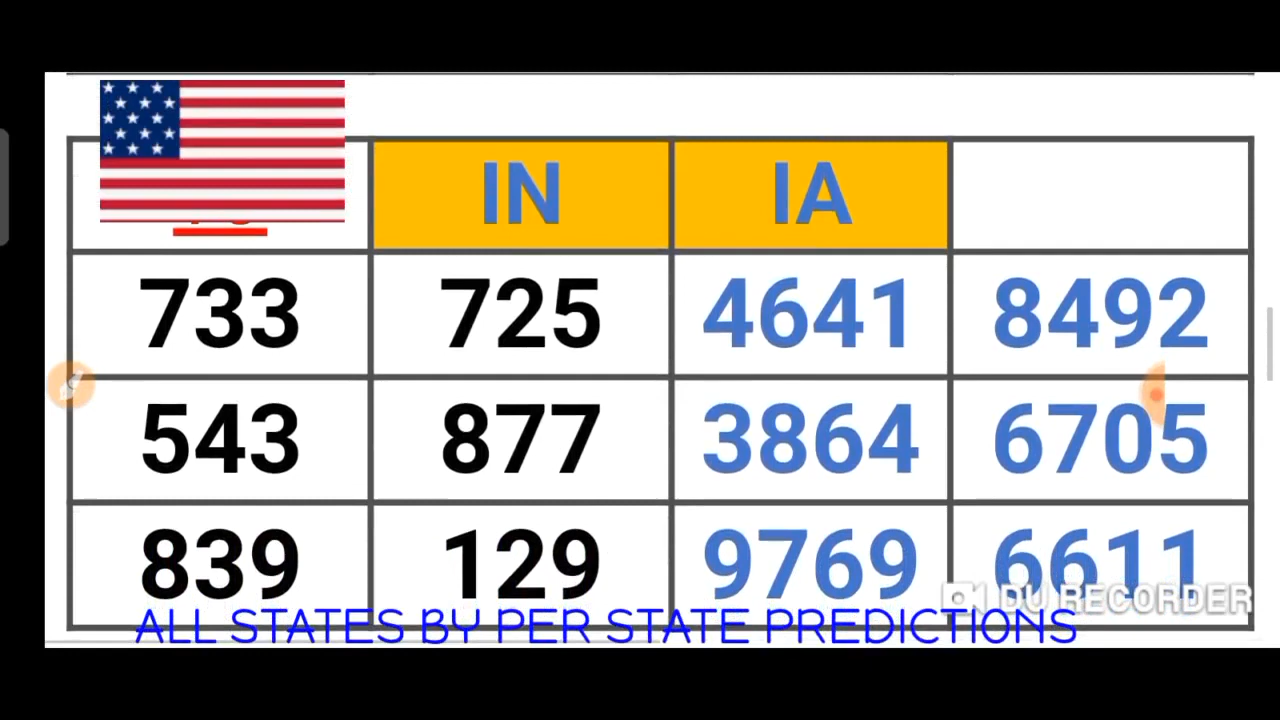 IN IA
733 725 4641 8492
543 877 3864 6705
839 129 9769 6611
DU RECORDER
ALL STATES BY PER STATE PREDICTIONS